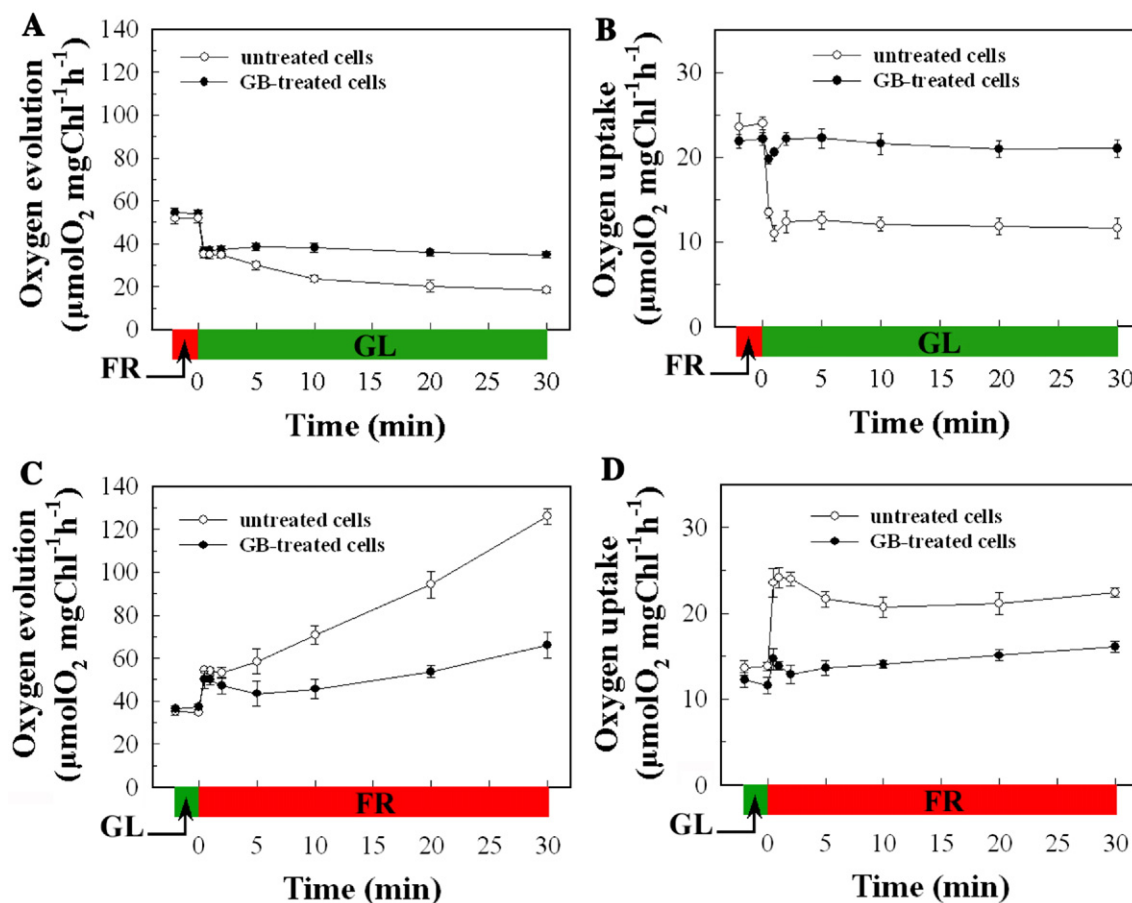 A
Oxygen evolution
(µmolO2 mgChl-1h-1)
140
120
100
80
60
40
20
0
untreated cells
GB-treated cells
FR
GL
0 5 10 15 20 25 30
Time (min)
B
Oxygen uptake
(µmolO2 mgChl-1h-1)
30
20
10
0
untreated cells
GB-treated cells
FR
GL
0 5 10 15 20 25 30
Time (min)
C
Oxygen evolution
(µmolO2 mgChl-1h-1)
140
120
100
80
60
40
20
0
untreated cells
GB-treated cells
GL
FR
0 5 10 15 20 25 30
Time (min)
D
Oxygen uptake
(µmolO2 mgChl-1h-1)
30
20
10
0
untreated cells
GB-treated cells
GL
FR
0 5 10 15 20 25 30
Time (min)